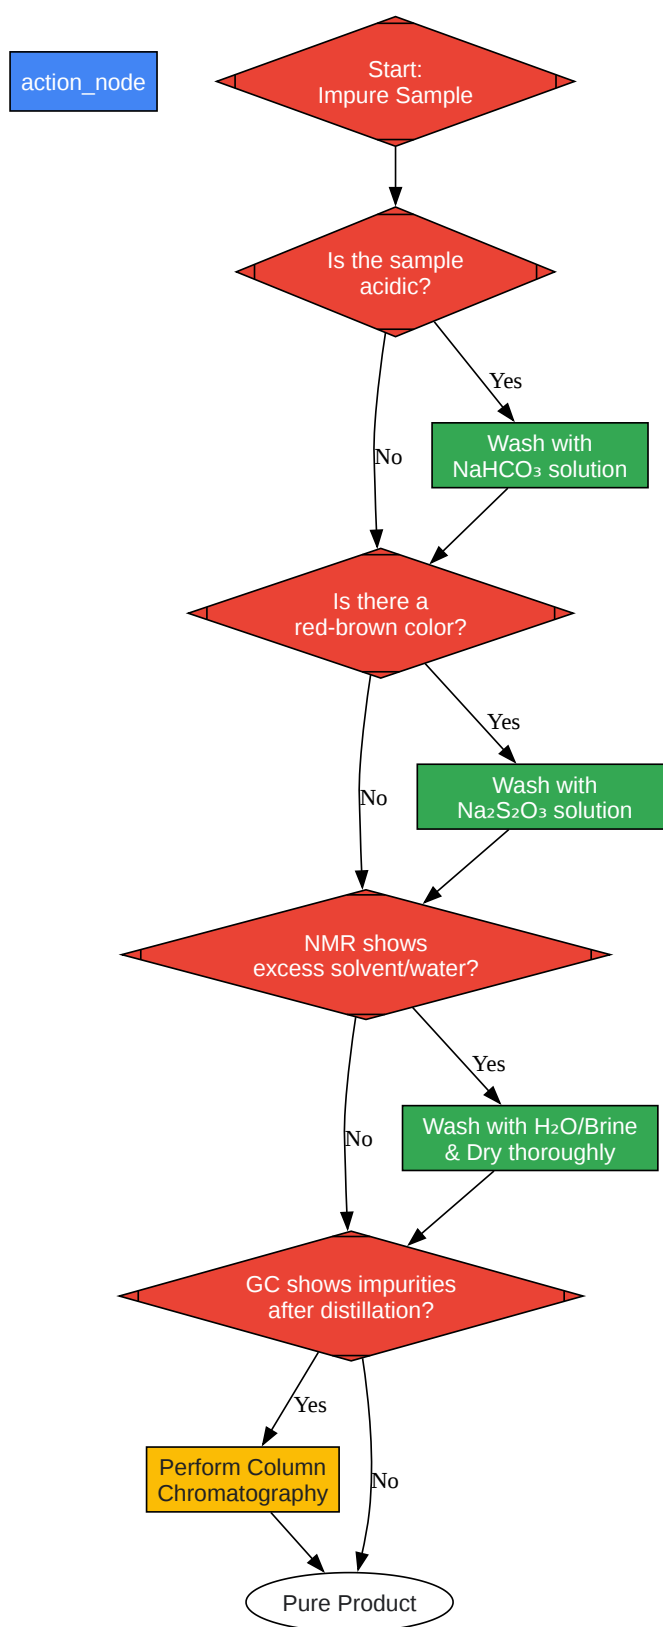 action_node
Start:
Impure Sample
Is the sample
acidic?
Yes
Wash with
NaHCO₃ solution
No
Is there a
red-brown color?
Yes
Wash with
Na₂S₂O₃ solution
No
NMR shows
excess solvent/water?
Yes
Wash with H₂O/Brine
& Dry thoroughly
No
GC shows impurities
after distillation?
Yes
Perform Column
Chromatography
No
Pure Product